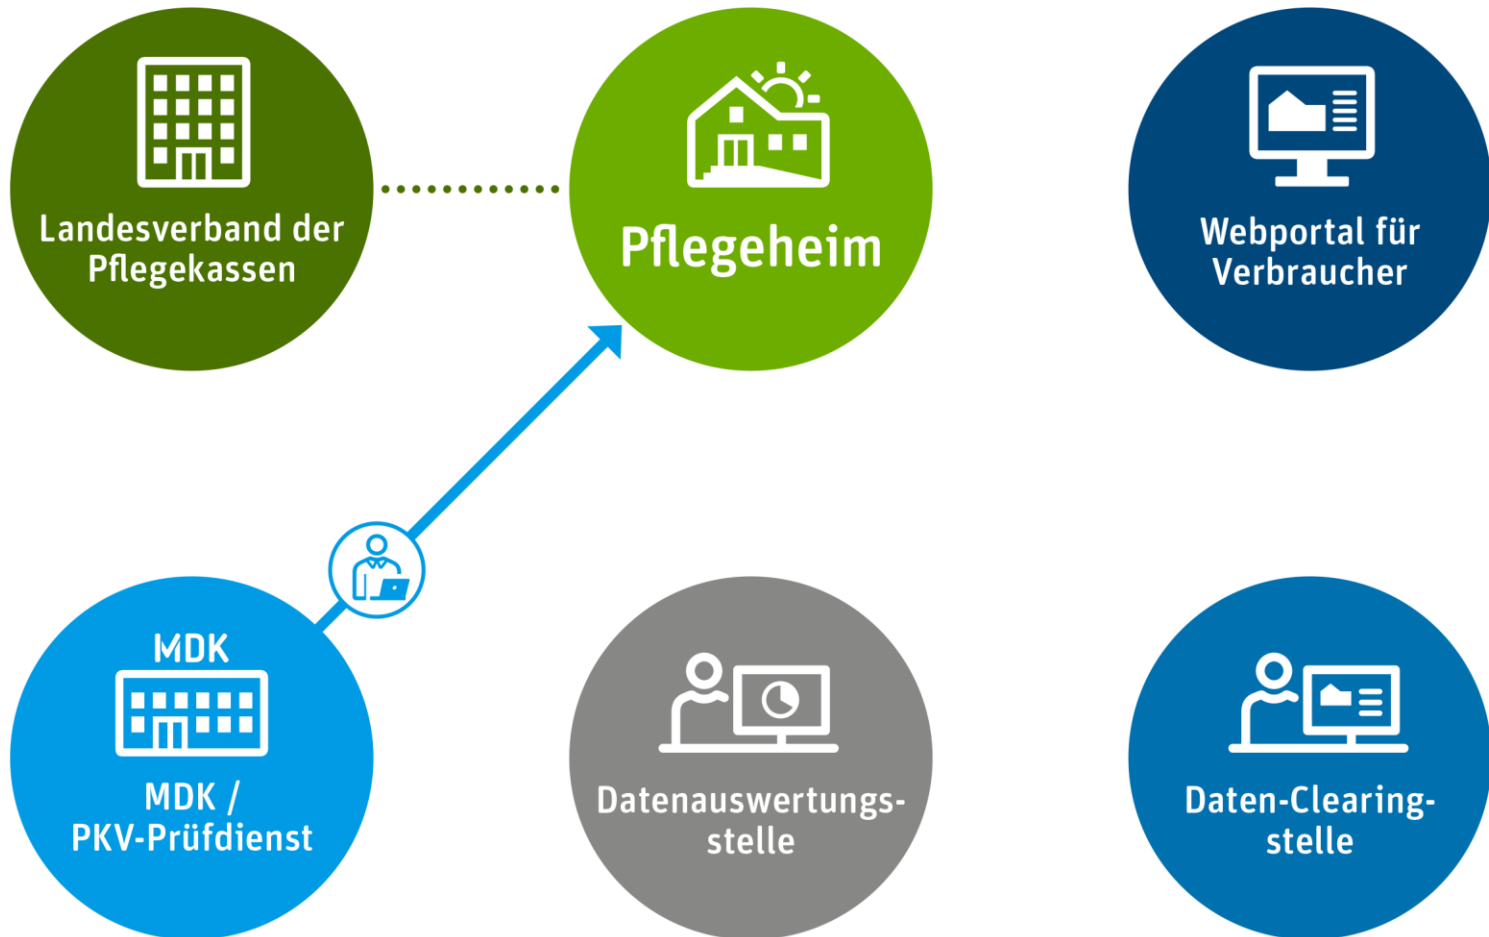 Landesverband der
Pflegekassen
Pflegeheim
Webportal für
Verbraucher
MDK
MDK /
PKV-Prüfdienst
Datenauswertungs-
stelle
Daten-Clearing-
stelle